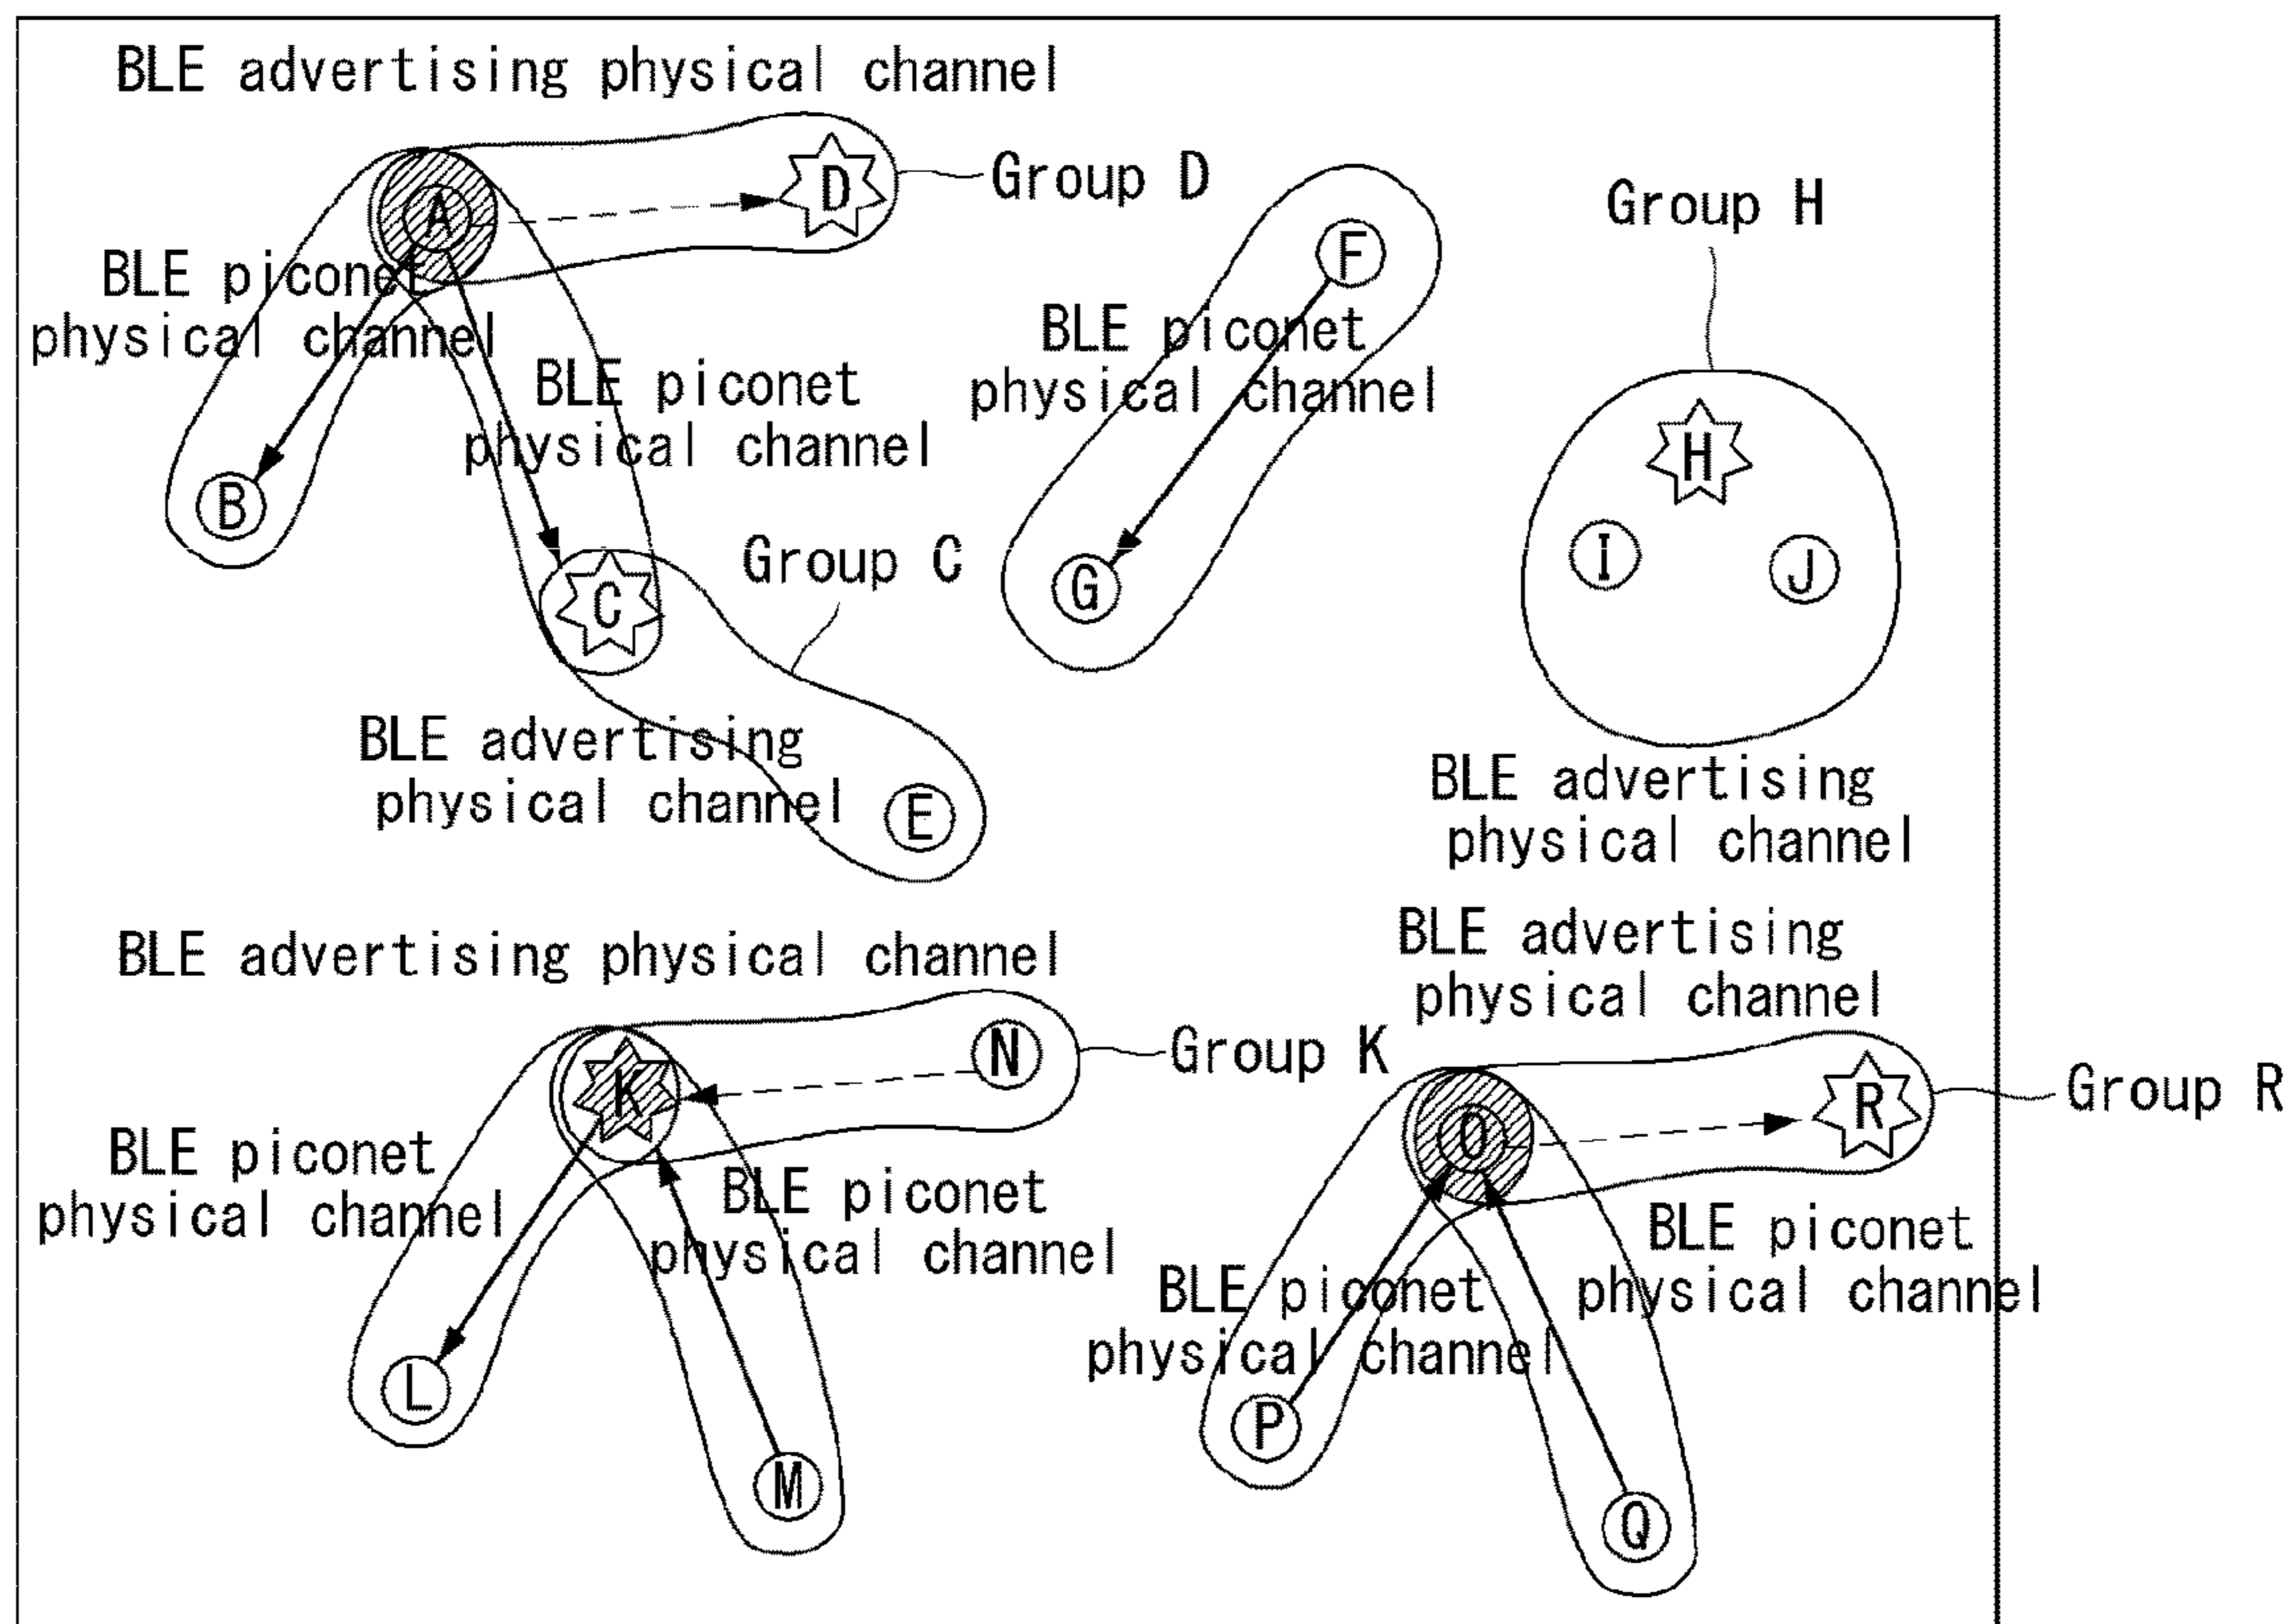 BLE advertising physical channel
D
Group D
A
F
Group H
BLE piconet
physical channel
BLE piconet
physical channel
BLE piconet
physical channel
H
B
I
J
G
C
Group C
BLE advertising
physical channel
E
BLE advertising
physical channel
BLE advertising physical channel
BLE advertising
physical channel
N
Group K
K
R
Group R
O
BLE piconet
physical channel
BLE piconet
physical channel
BLE piconet
physical channel
BLE piconet
physical channel
L
P
M
Q